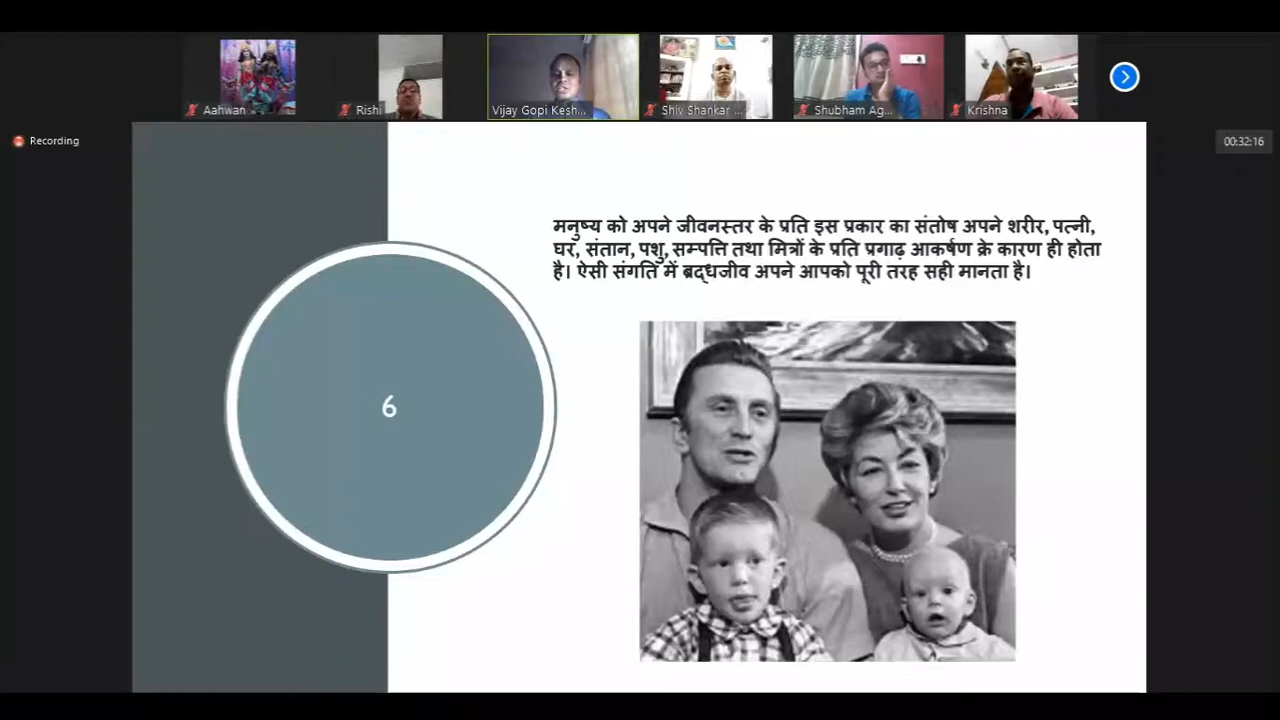 Aahwan
Rishi
Vijay Gopi Kesh...
Shiv Shankar ...
Shubham Ag...
Krishna
Recording
00:32:16
मनुष्य को अपने जीवनस्तर के प्रति इस प्रकार का संतोष अपने शरीर, पत्नी,
घर, संतान, पशु, सम्पत्ति तथा मित्रों के प्रति प्रगाढ़ आकर्षण क्रे कारण ही होता
है। ऐसी संगति में ब्रद्धजीव अपने आपको पूरी तरह सही मानता है।
6